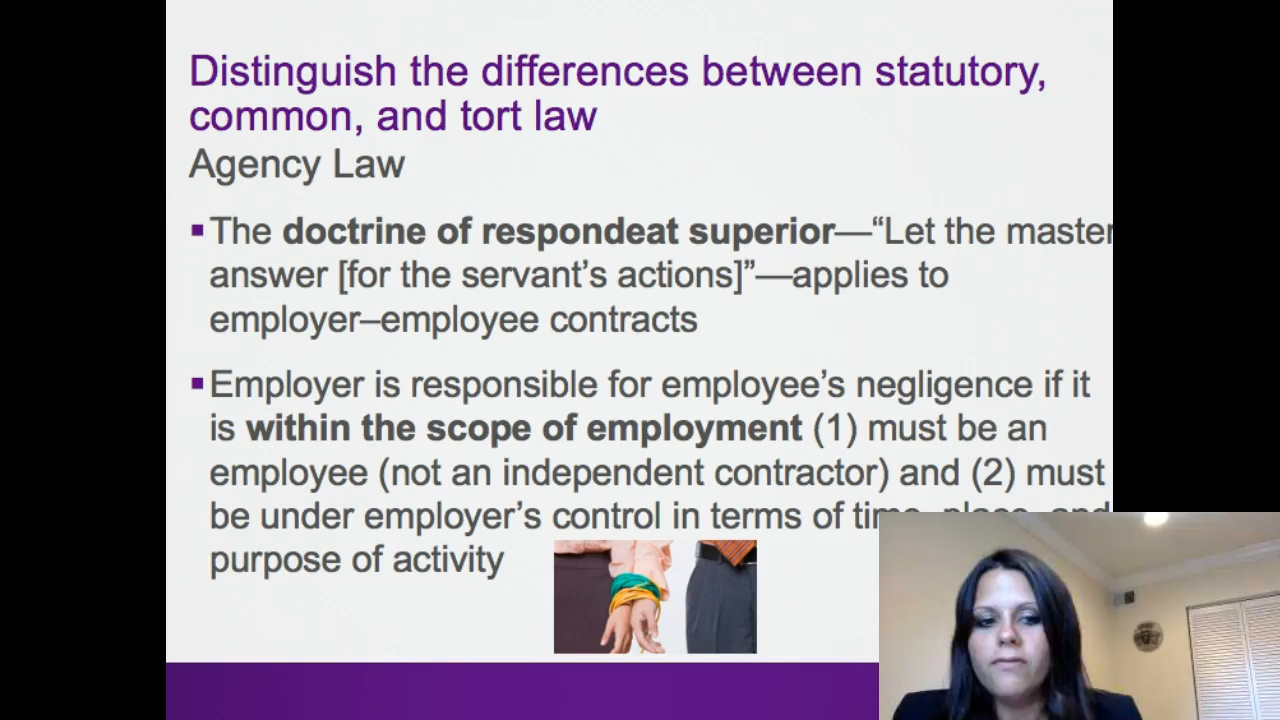 Distinguish the differences between statutory,
common, and tort law
Agency Law
▪The doctrine of respondeat superior—“Let the master
answer [for the servant’s actions]”—applies to
employer–employee contracts
▪Employer is responsible for employee’s negligence if it
is within the scope of employment (1) must be an
employee (not an independent contractor) and (2) must
be under employer’s control in terms of time, place, and
purpose of activity